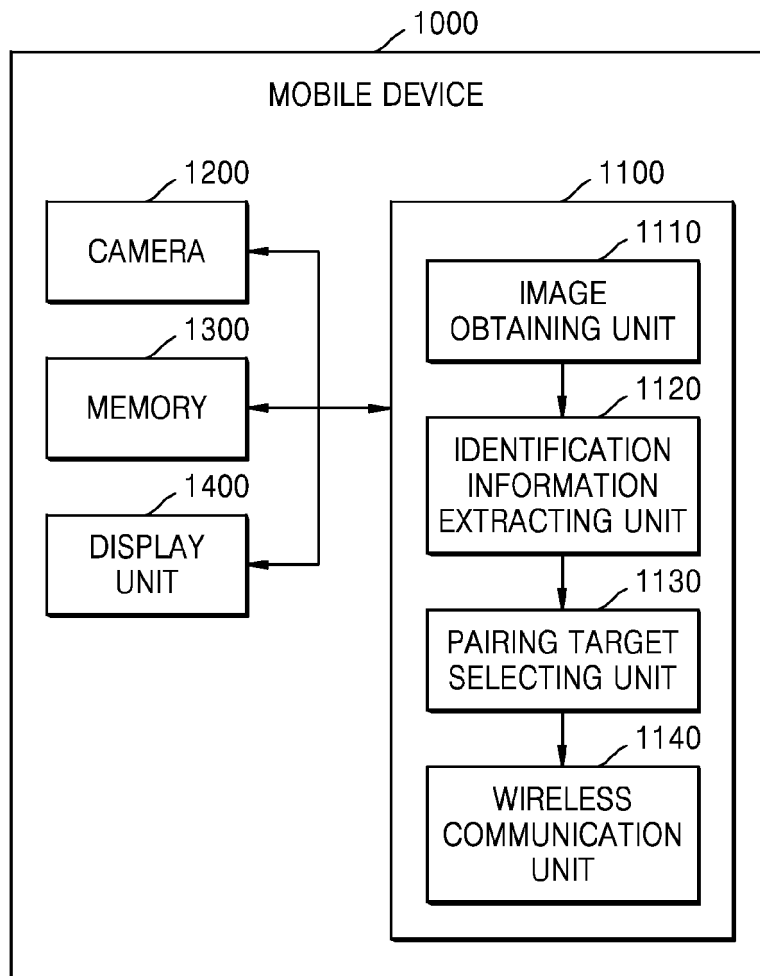 1000
MOBILE DEVICE
1200
CAMERA
1300
MEMORY
1400
DISPLAY
UNIT
1100
1110
IMAGE
OBTAINING UNIT
1120
IDENTIFICATION
INFORMATION
EXTRACTING UNIT
1130
PAIRING TARGET
SELECTING UNIT
1140
WIRELESS
COMMUNICATION
UNIT